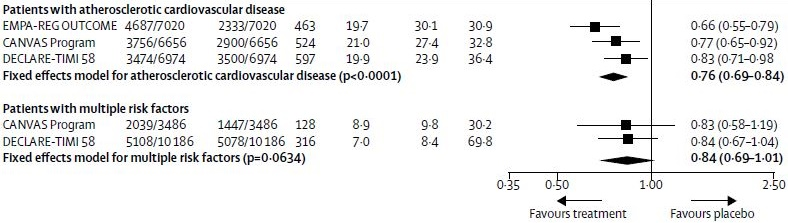 Patients with atherosclerotic cardiovascular disease
EMPA-REG OUTCOME 4687/7020 2333/7020 463 19·7 30·1 30·9 0·66 (0·55–0·79)
CANVAS Program 3756/6656 2900/6656 524 21·0 27·4 32·8 0·77 (0·65–0·92)
DECLARE-TIMI 58 3474/6974 3500/6974 597 19·9 23·9 36·4 0·83 (0·71–0·98
Fixed effects model for atherosclerotic cardiovascular disease (p<0·0001) 0·76 (0·69–0·84)
Patients with multiple risk factors
CANVAS Program 2039/3486 1447/3486 128 8·9 9·8 30·2 0·83 (0·58–1·19)
DECLARE-TIMI 58 5108/10 186 5078/10 186 316 7·0 8·4 69·8 0·84 (0·67–1·04)
Fixed effects model for multiple risk factors (p=0·0634) 0·84 (0·69–1·01)
0·35 0·50 1·00 2·50
Favours treatment Favours placebo